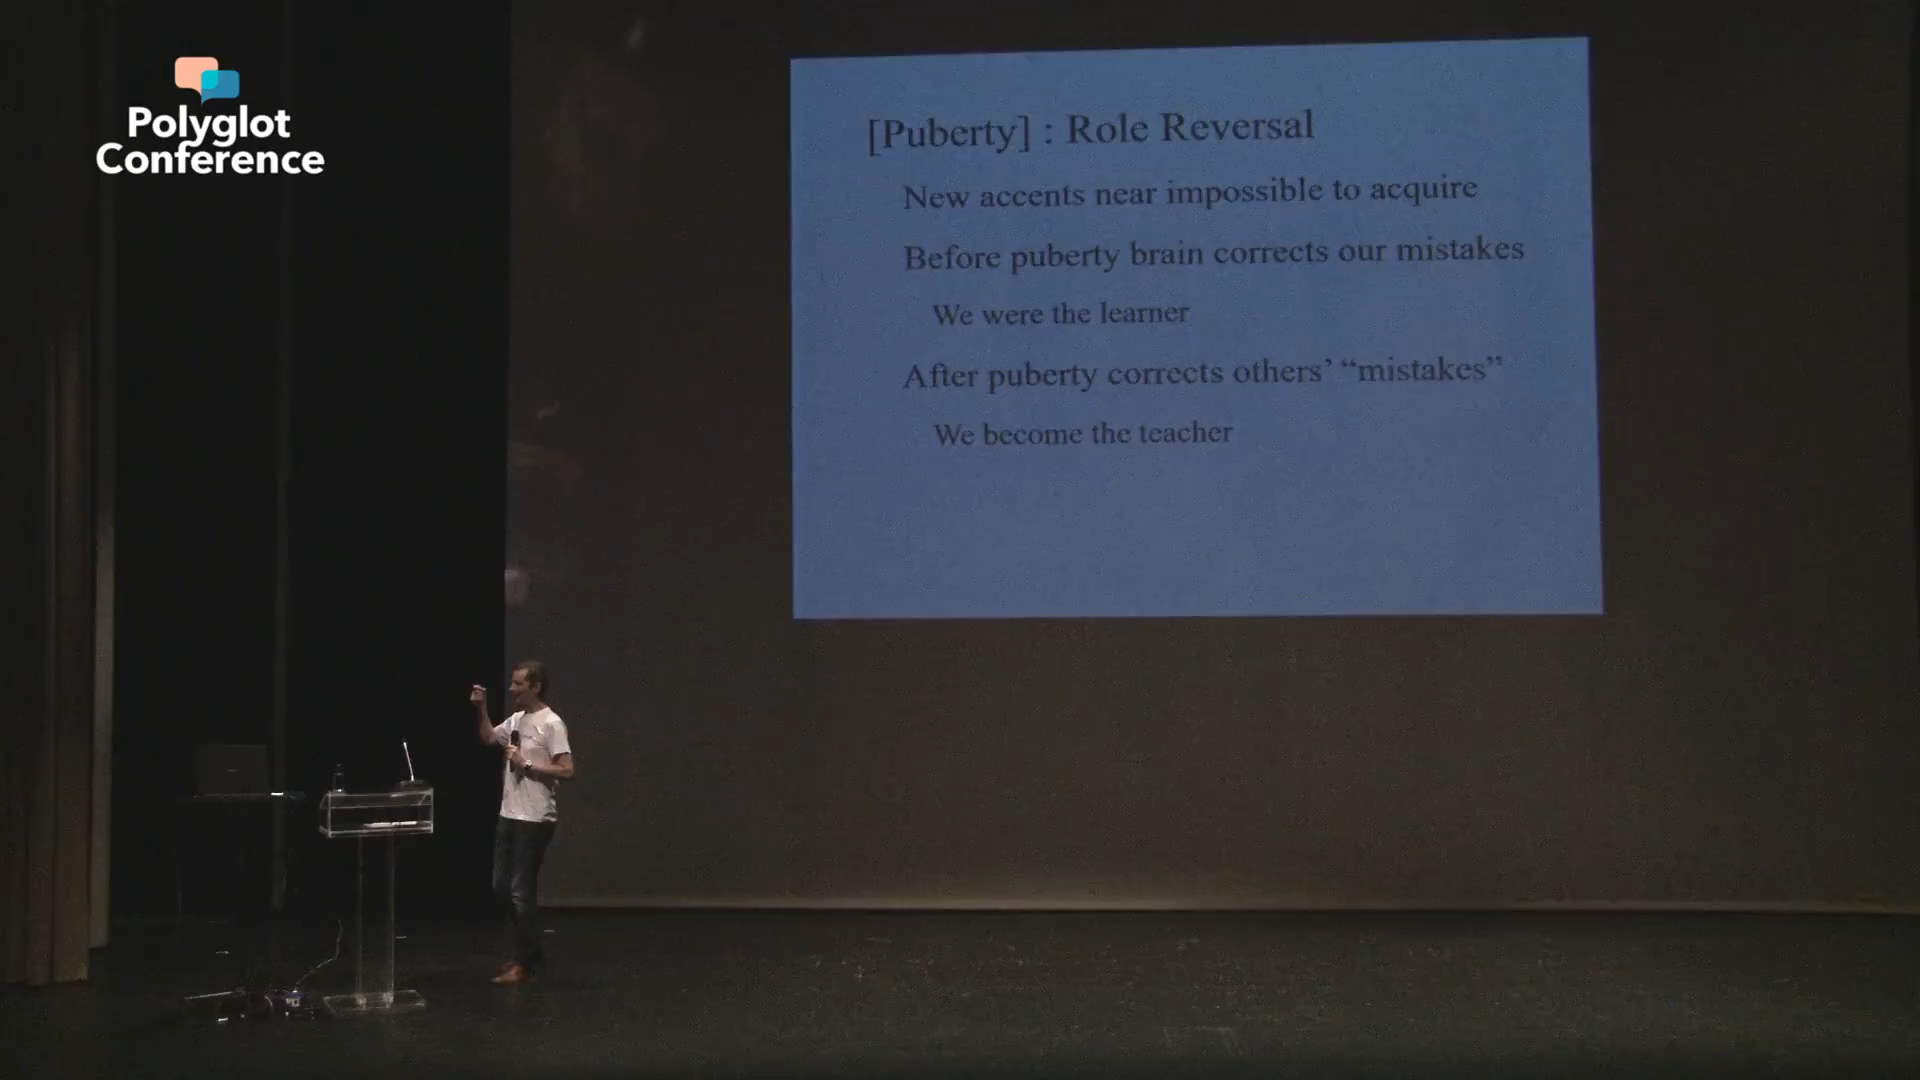 Polyglot
Conference
[Puberty] : Role Reversal
New accents near impossible to acquire
Before puberty brain corrects our mistakes
We were the learner
After puberty corrects others’ “mistakes”
We become the teacher